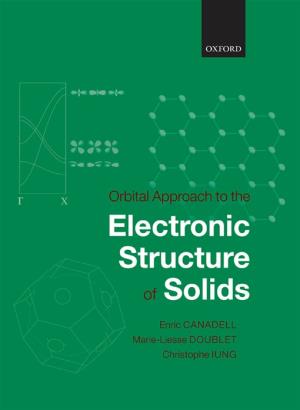 OXFORD
Γ X
Orbital Approach to the
Electronic
Structure
of Solids
Enric CANADELL
Marie-Liesse DOUBLET
Christophe IUNG